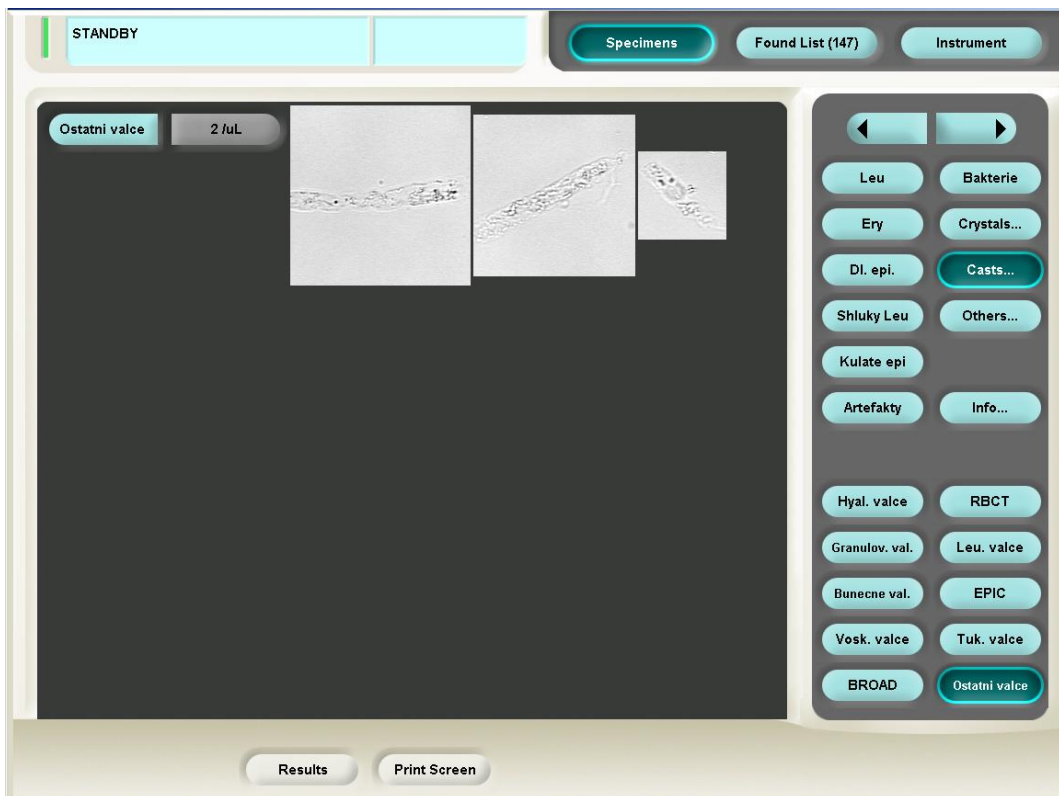 STANDBY
Specimens
Found List (147)
Instrument
Ostatni valce
2 /uL
Leu
Bakterie
Ery
Crystals...
Dl. epi.
Casts...
Shluky Leu
Others...
Kulate epi
Artefakty
Info...
Hyal. valce
RBCT
Granulov. val.
Leu. valce
Bunecne val.
EPIC
Vosk. valce
Tuk. valce
BROAD
Ostatni valce
Results
Print Screen